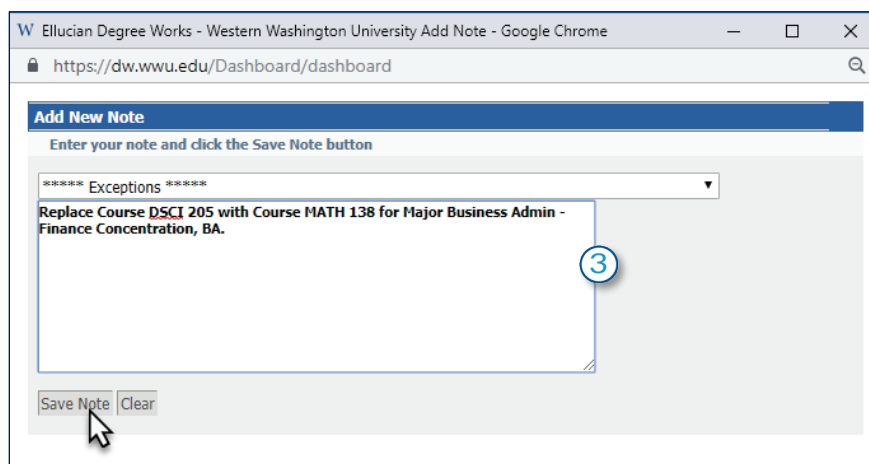 W Ellucian Degree Works - Western Washington University Add Note - Google Chrome
https://dw.wwu.edu/Dashboard/dashboard
Add New Note
Enter your note and click the Save Note button
***** Exceptions *****
Replace Course DSCI 205 with Course MATH 138 for Major Business Admin -
Finance Concentration, BA.
3
Save Note Clear